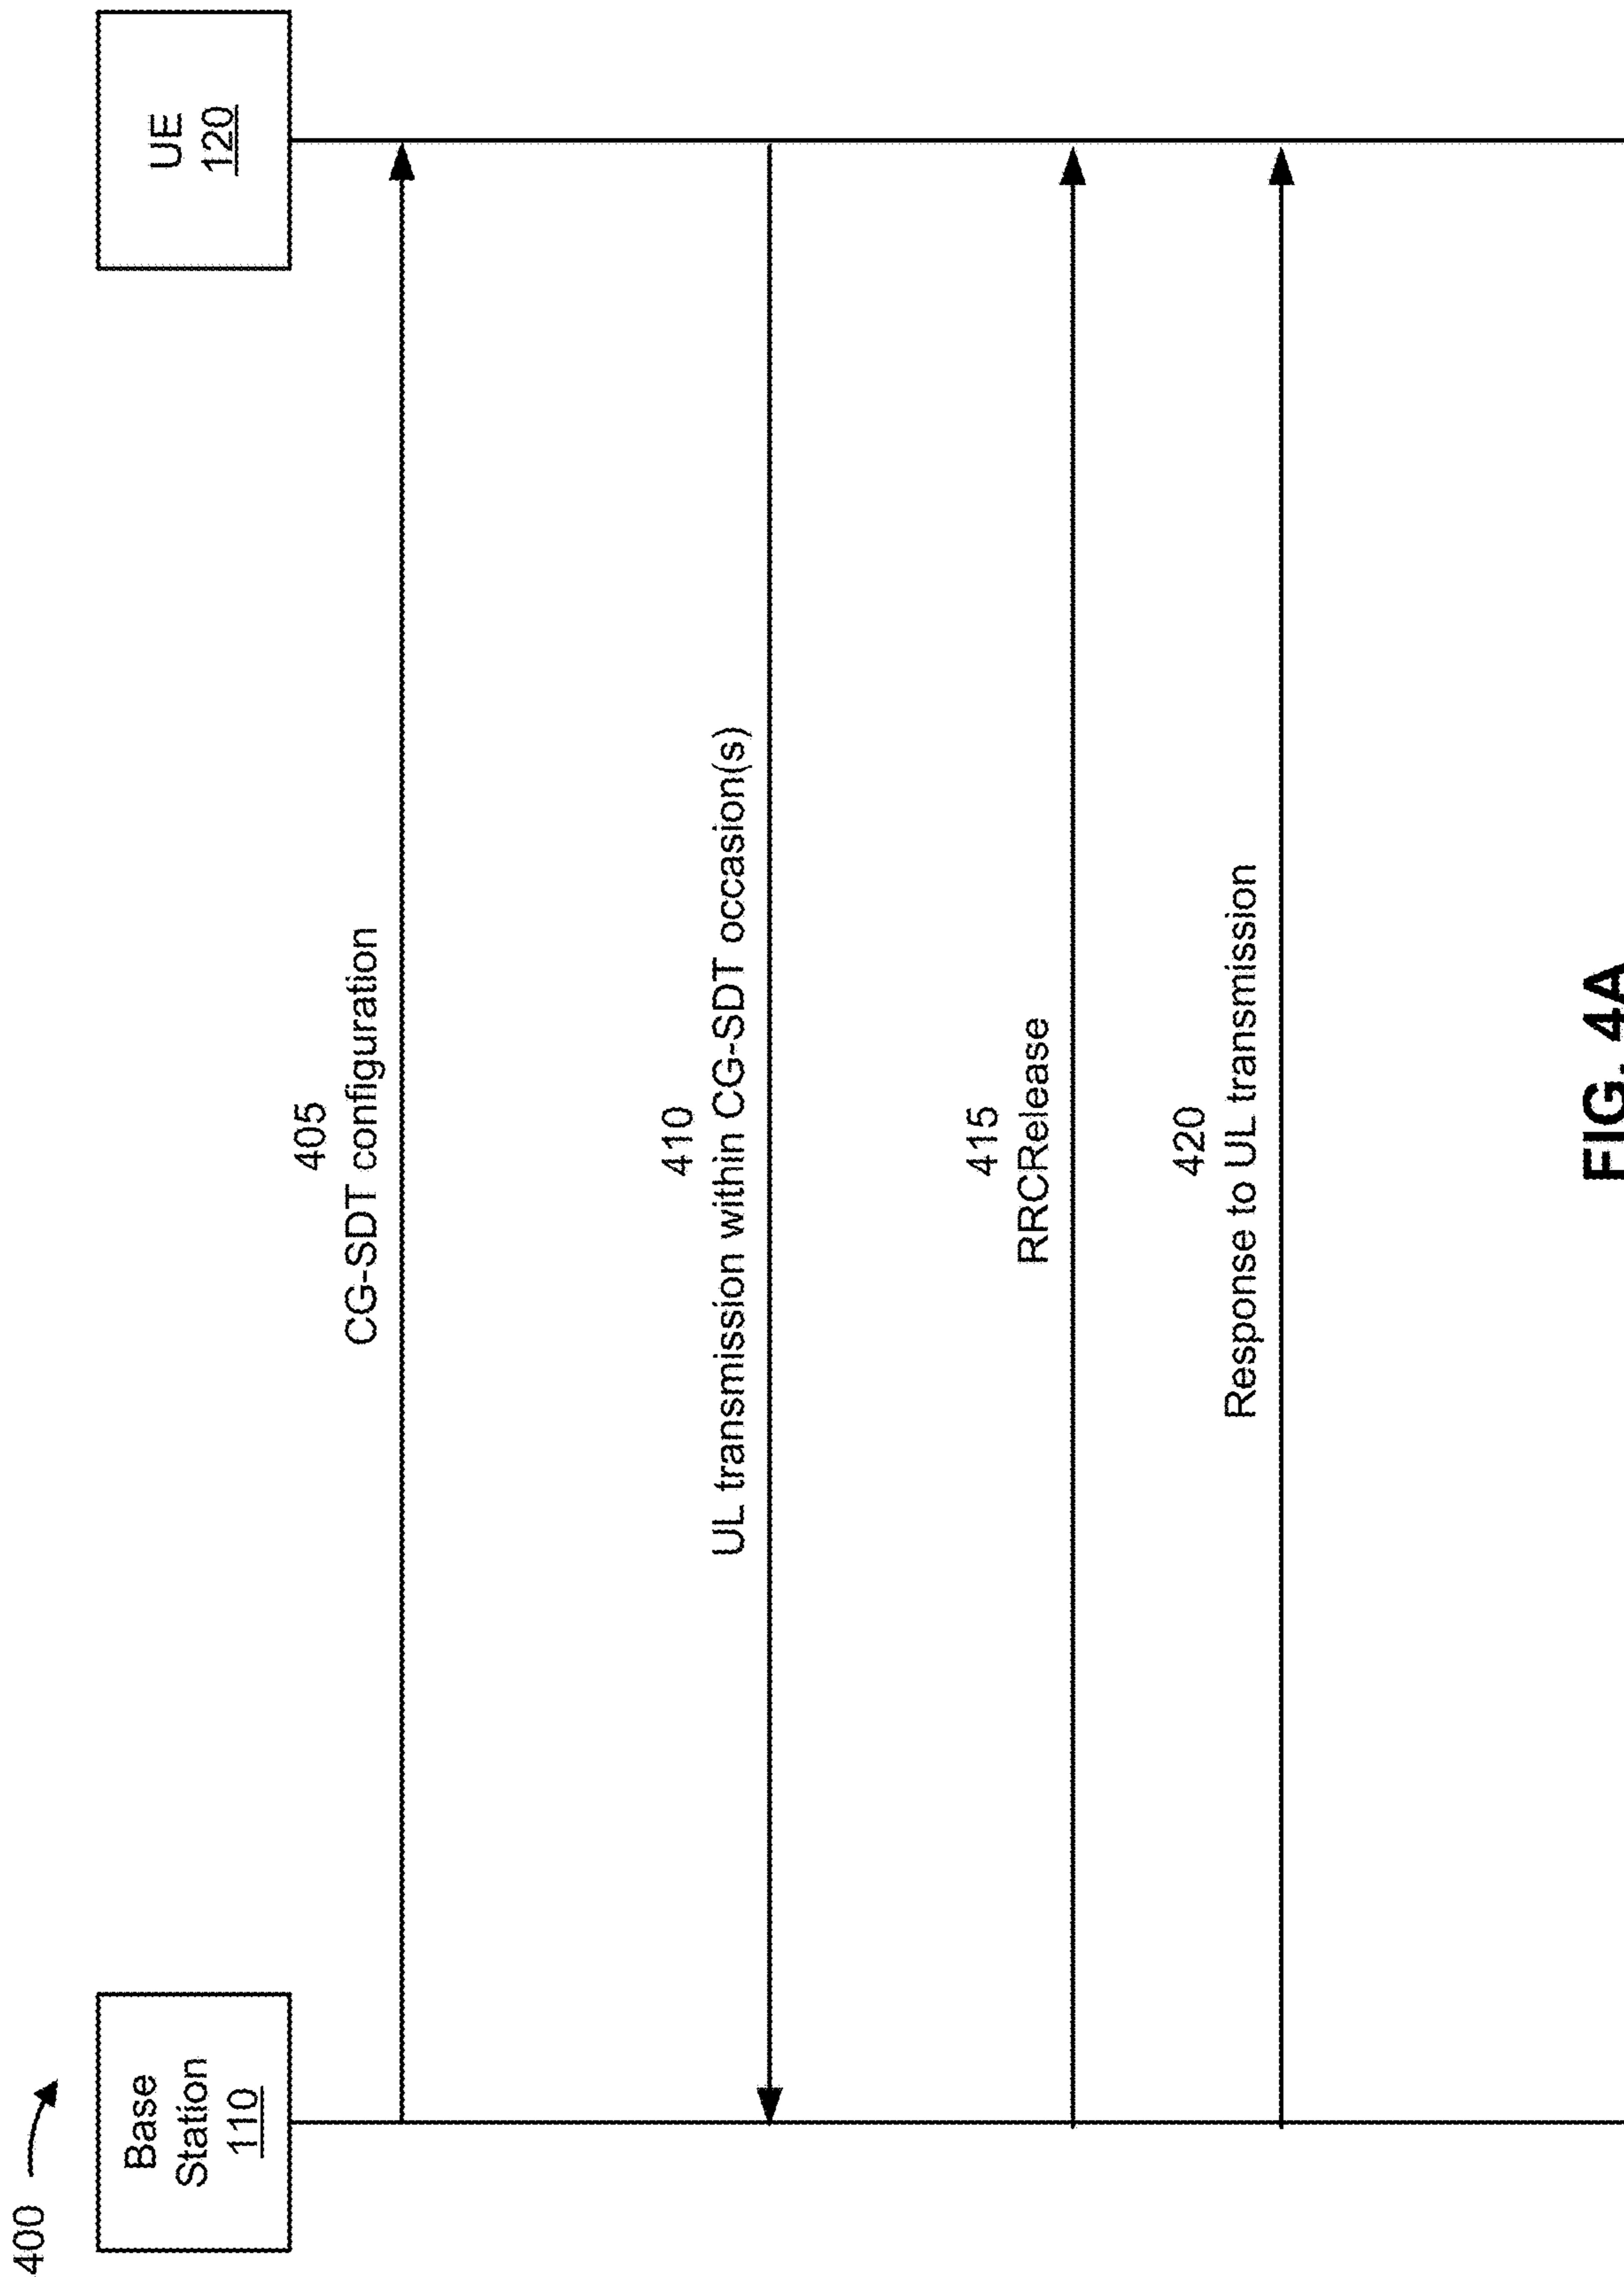 400
Base
Station
110
UE
120
405
CG-SDT configuration
410
UL transmission within CG-SDT occasion(s)
415
RRCRelease
420
Response to UL transmission
FIG. 4A